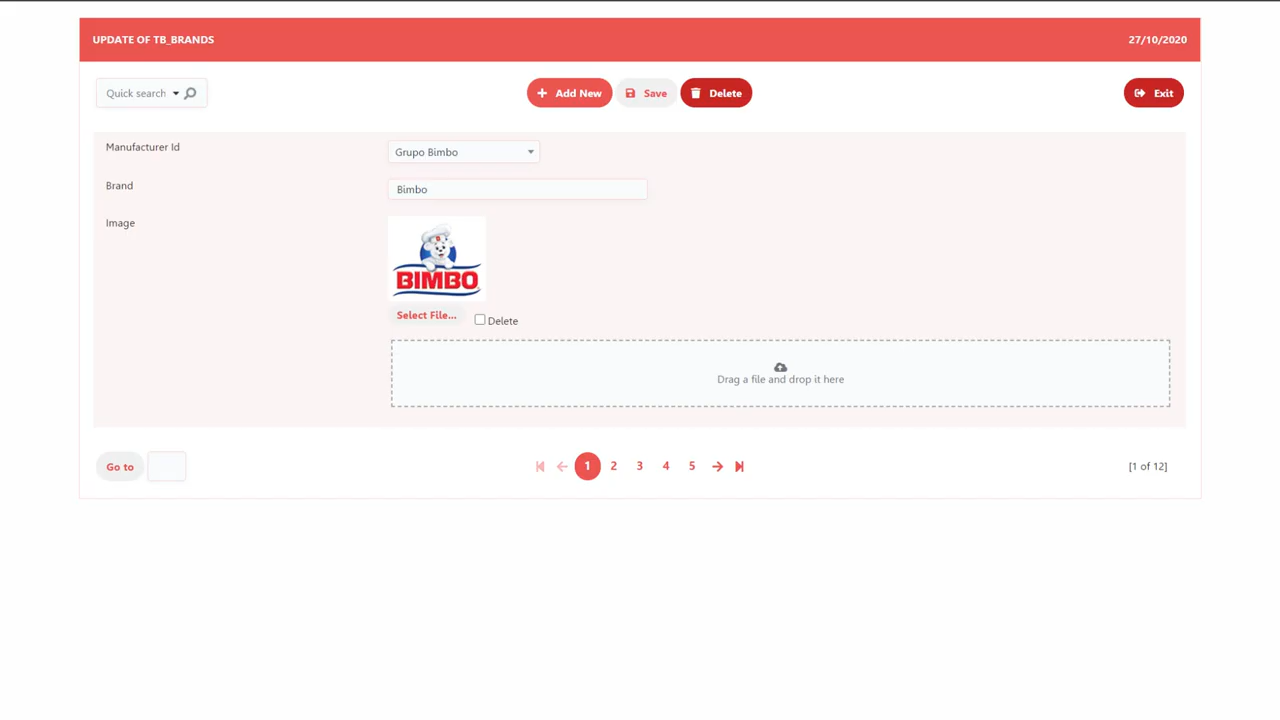 UPDATE OF TB_BRANDS 27/10/2020
Quick search Add New Save Delete Exit
Manufacturer Id Grupo Bimbo
Brand Bimbo
Image
BIMBO
Select File... Delete
Drag a file and drop it here
Go to 1 2 3 4 5 [1 of 12]